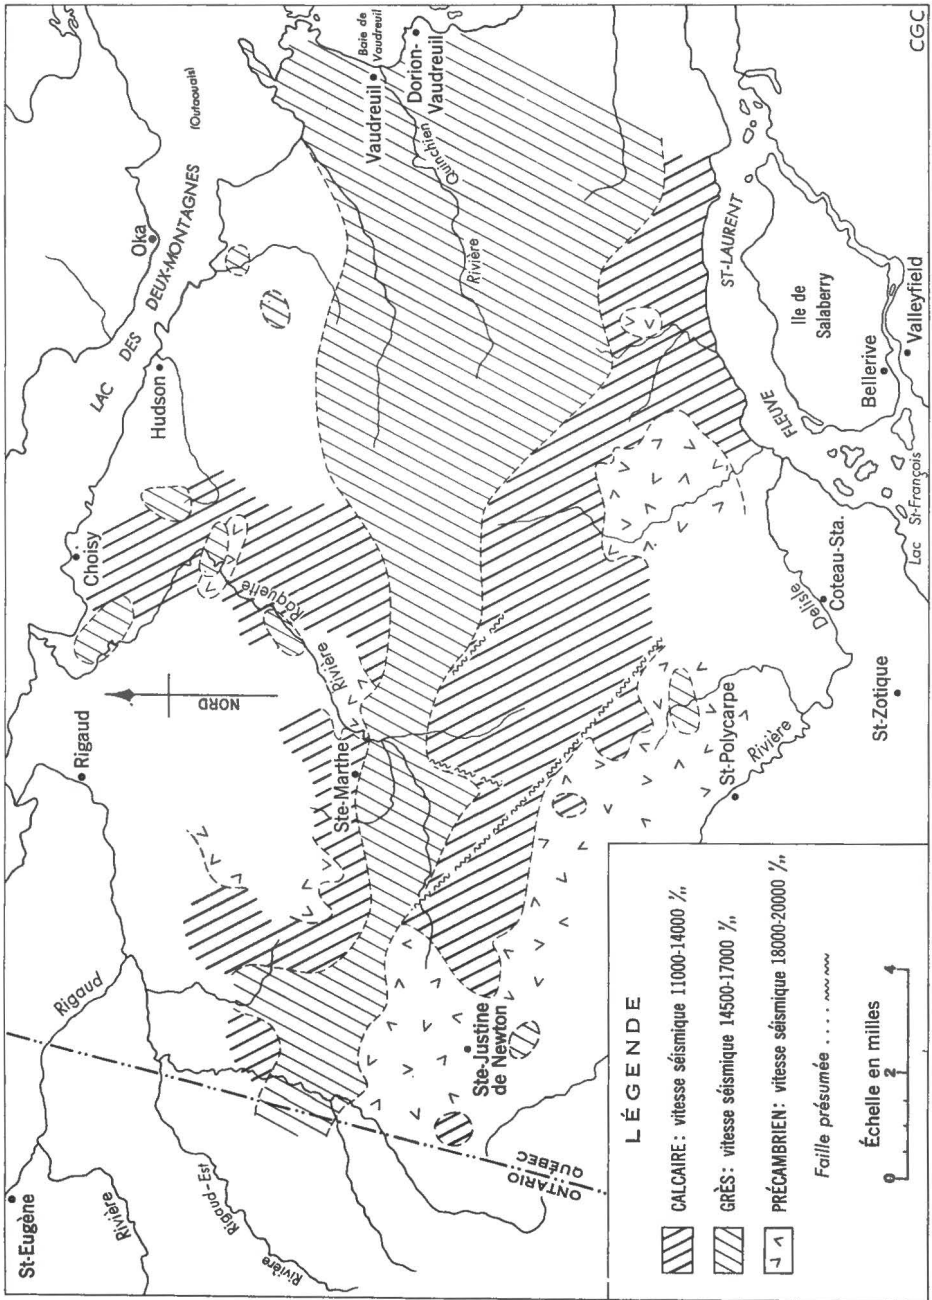 St-Eugène
Rivière
Rigaud-Est
Rivière
Rigaud
Rigaud
Choisy
Hudson
Oka
LAC
DES
DEUX-MONTAGNES
(Outaouais)
NORD
Rivière
Raquette
Ste-Marthe
Vaudreuil
Baie de
Vaudreuil
Dorion-
Vaudreuil
Rivière
Quinchien
ONTARIO
QUÉBEC
Ste-Justine
de Newton
St-Polycarpe
Rivière
Delisle
Coteau-Sta.
St-Zotique
FLEUVE
ST-LAURENT
Ile de
Salaberry
Bellerive
Valleyfield
Lac St-François
LÉGENDE
CALCAIRE: vitesse séismique 11000-14000 '/,,
GRÈS: vitesse séismique 14500-17000 '/,,
PRÉCAMBRIEN: vitesse séismique 18000-20000 '/,,
Faille présumée ....
0 2 4
Échelle en milles
CGC